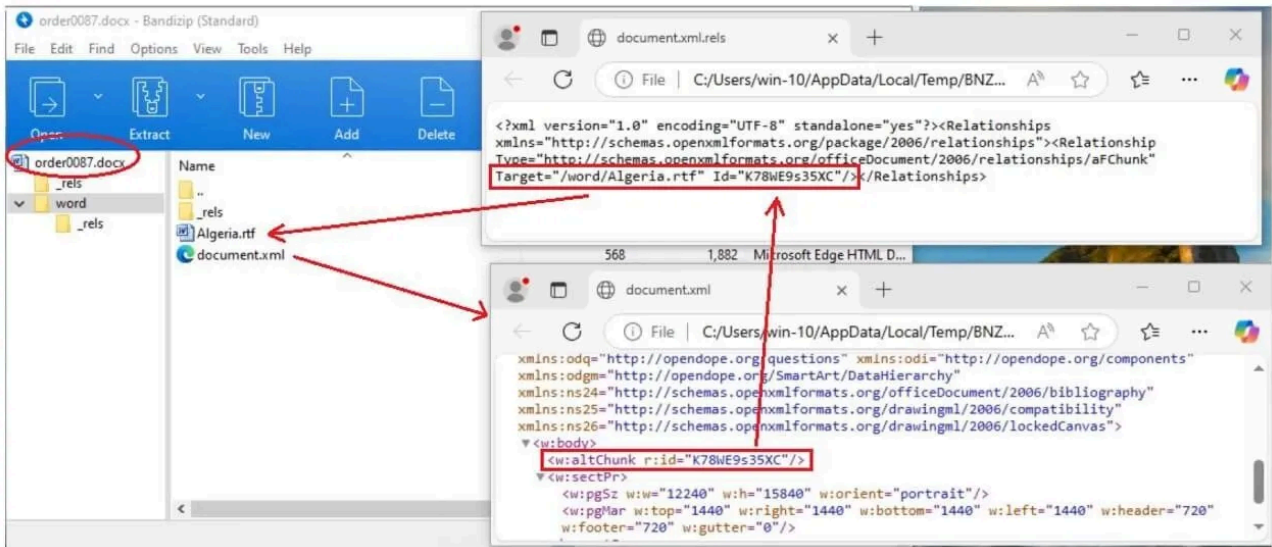 order0087.docx - Bandizip (Standard)
File Edit Find Options View Tools Help
Open
Extract
New
Add
Delete
order0087.docx
_rels
word
_rels
Name
..
_rels
Algeria.rtf
document.xml
568 1,882 Microsoft Edge HTML D...
document.xml.rels
File C:/Users/win-10/AppData/Local/Temp/BNZ...
<?xml version="1.0" encoding="UTF-8" standalone="yes"?><Relationships
xmlns="http://schemas.openxmlformats.org/package/2006/relationships"><Relationship
Type="http://schemas.openxmlformats.org/officeDocument/2006/relationships/aFChunk"
Target="/word/Algeria.rtf" Id="K78WE9s35XC"/></Relationships>
document.xml
File C:/Users/win-10/AppData/Local/Temp/BNZ...
xmlns:odq="http://opendope.org/questions" xmlns:odi="http://opendope.org/components"
xmlns:odgm="http://opendope.org/SmartArt/DataHierarchy"
xmlns:ns24="http://schemas.openxmlformats.org/officeDocument/2006/bibliography"
xmlns:ns25="http://schemas.openxmlformats.org/drawingml/2006/compatibility"
xmlns:ns26="http://schemas.openxmlformats.org/drawingml/2006/lockedCanvas">
<w:body>
<w:altChunk r:id="K78WE9s35XC"/>
<w:sectPr>
<w:pgSz w:w="12240" w:h="15840" w:orient="portrait"/>
<w:pgMar w:top="1440" w:right="1440" w:bottom="1440" w:left="1440" w:header="720"
w:footer="720" w:gutter="0"/>